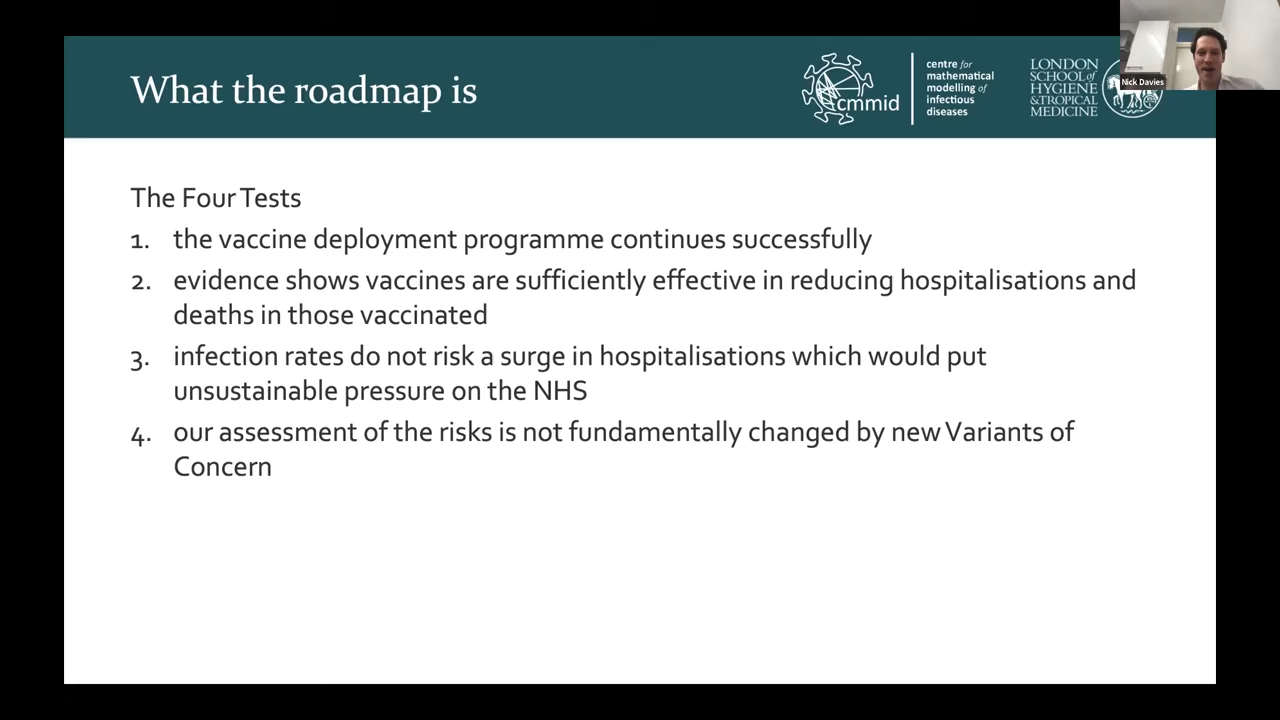 What the roadmap is
cmmid
centre for
mathematical
modelling of
infectious
diseases
LONDON
SCHOOL of
HYGIENE
& TROPICAL
MEDICINE
Nick Davies
The Four Tests
1. the vaccine deployment programme continues successfully
2. evidence shows vaccines are sufficiently effective in reducing hospitalisations and
deaths in those vaccinated
3. infection rates do not risk a surge in hospitalisations which would put
unsustainable pressure on the NHS
4. our assessment of the risks is not fundamentally changed by new Variants of
Concern